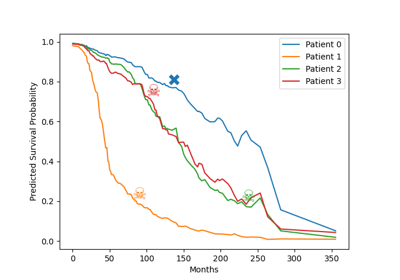 Patient 0
Patient 1
Patient 2
Patient 3
Predicted Survival Probability
1.0
0.8
0.6
0.4
0.2
0.0
0 50 100 150 200 250 300 350
Months